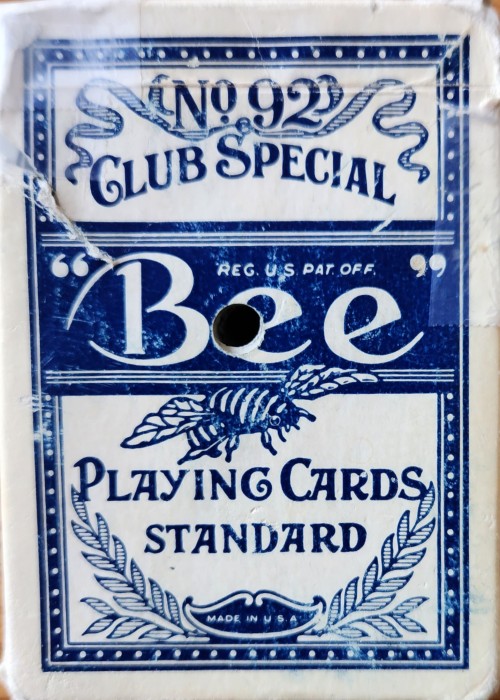 No 92
CLUB SPECIAL
REG. U.S. PAT. OFF.
“Bee”
PLAYING CARDS
STANDARD
MADE IN U.S.A.